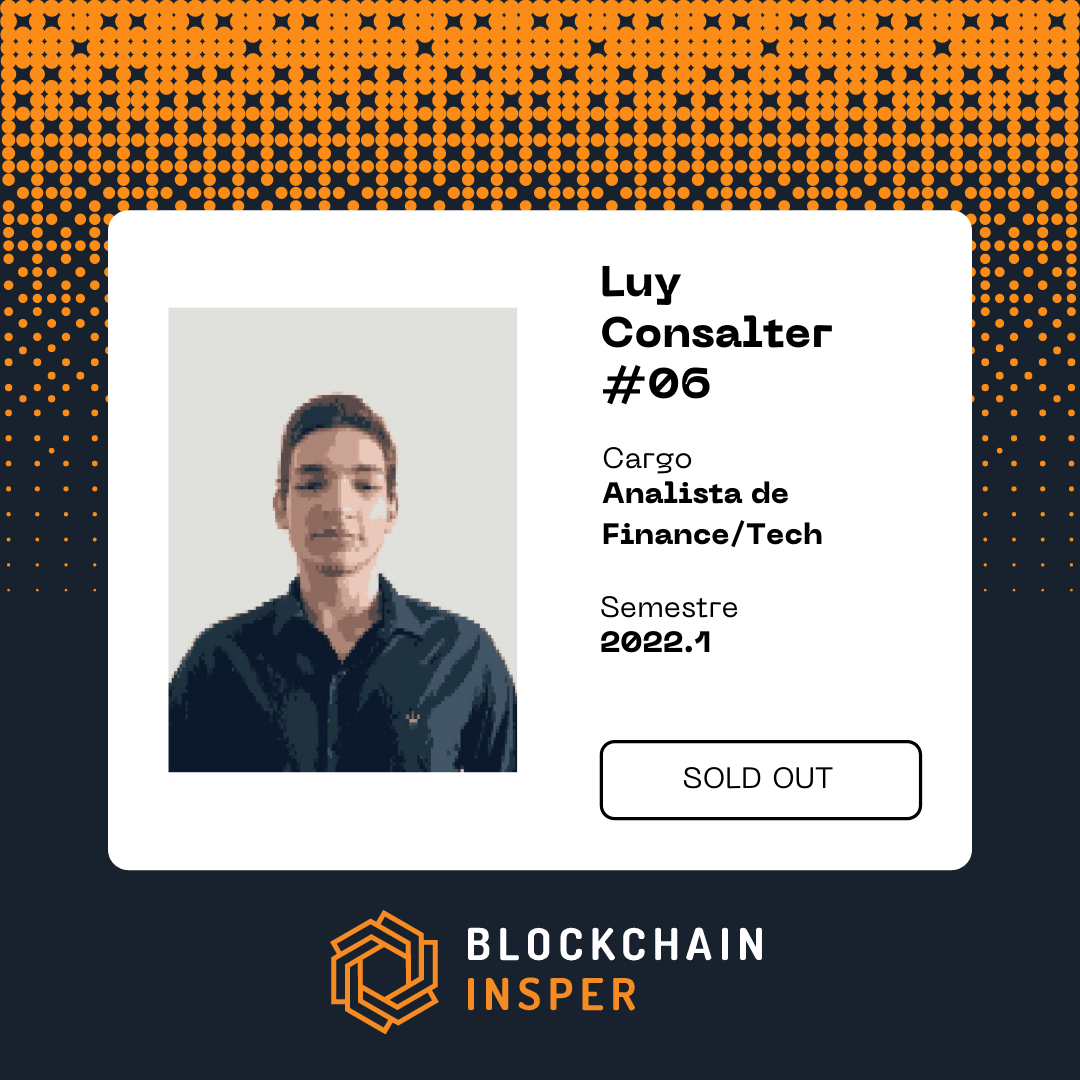 Luy
Consalter
#06
Cargo
Analista de
Finance/Tech
Semestre
2022.1
SOLD OUT
BLOCKCHAIN
INSPER